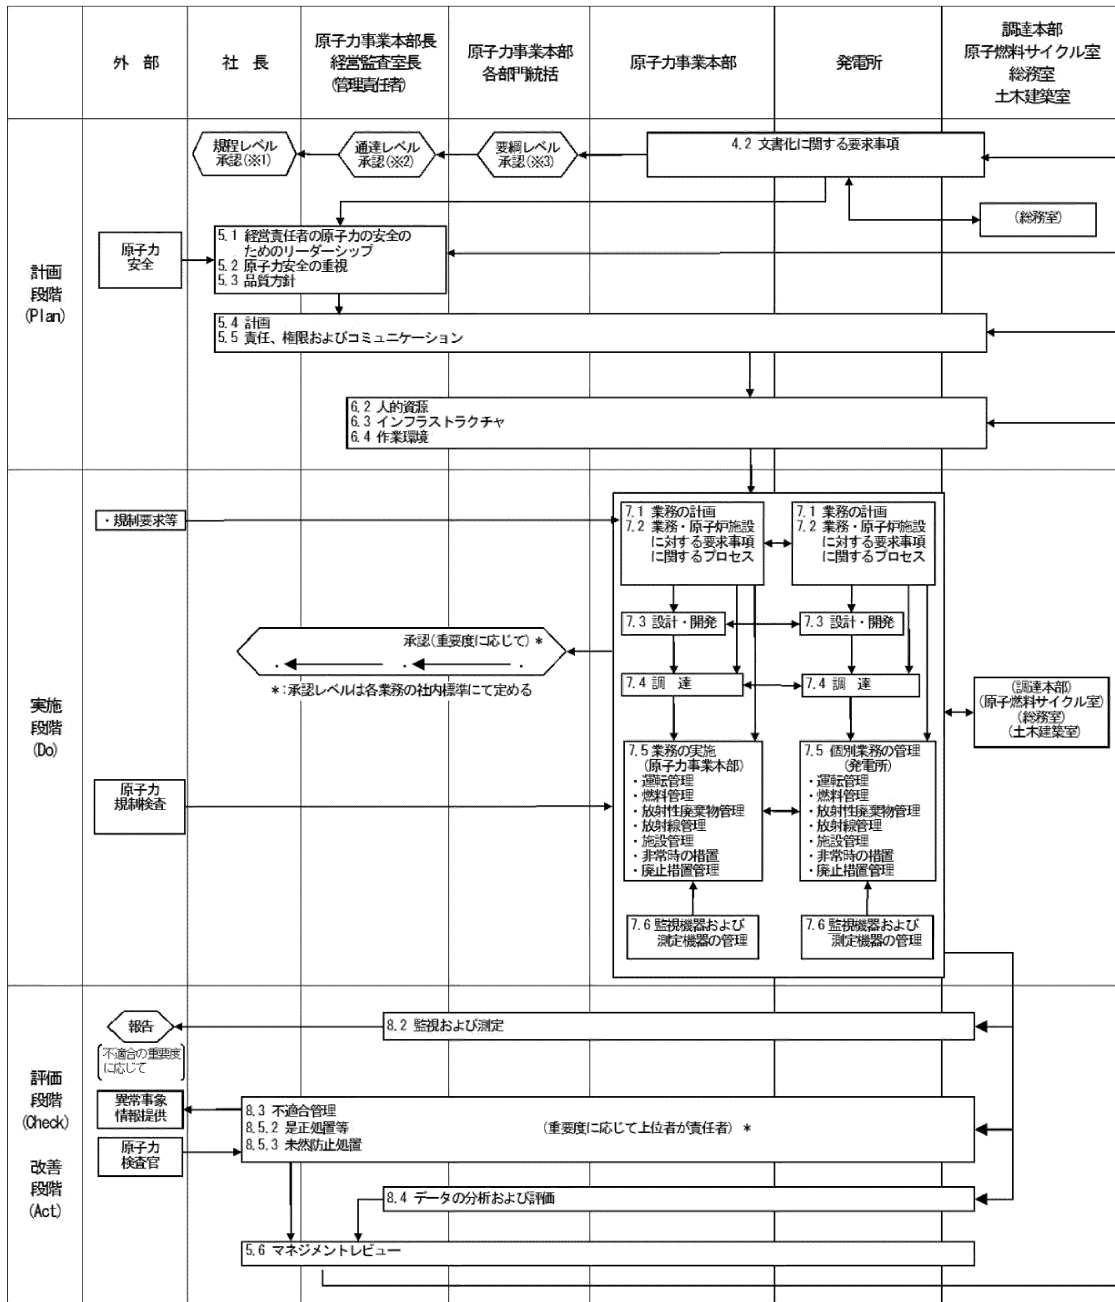 外　部
社　長
原子力事業本部長
経営監査室長
(管理責任者)
原子力事業本部
各部門統括
原子力事業本部
発電所
調達本部
原子燃料サイクル室
総務室
土木建築室
計画
段階
(Plan)
規程レベル
承認(※1)
通達レベル
承認(※2)
要綱レベル
承認(※3)
4.2 文書化に関する要求事項
(総務室)
原子力
安全
5.1 経営責任者の原子力の安全の
ためのリーダーシップ
5.2 原子力安全の重視
5.3 品質方針
5.4 計画
5.5 責任、権限およびコミュニケーション
6.2 人的資源
6.3 インフラストラクチャ
6.4 作業環境
実施
段階
(Do)
・規制要求等
7.1 業務の計画
7.2 業務・原子炉施設
に対する要求事項
に関するプロセス
7.1 業務の計画
7.2 業務・原子炉施設
に対する要求事項
に関するプロセス
7.3 設計・開発
7.3 設計・開発
承認(重要度に応じて) *
*：承認レベルは各業務の社内標準にて定める
7.4 調　達
7.4 調　達
(調達本部)
(原子燃料サイクル室)
(総務室)
(土木建築室)
原子力
規制検査
7.5 業務の実施
(原子力事業本部)
・運転管理
・燃料管理
・放射性廃棄物管理
・放射線管理
・施設管理
・非常時の措置
・廃止措置管理
7.5 個別業務の管理
(発電所)
・運転管理
・燃料管理
・放射性廃棄物管理
・放射線管理
・施設管理
・非常時の措置
・廃止措置管理
7.6 監視機器および
測定機器の管理
7.6 監視機器および
測定機器の管理
評価
段階
(Check)
改善
段階
(Act)
報告
不適合の重要度
に応じて
8.2 監視および測定
異常事象
情報提供
原子力
検査官
8.3 不適合管理
8.5.2 是正処置等
8.5.3 未然防止処置
(重要度に応じて上位者が責任者) *
8.4 データの分析および評価
5.6 マネジメントレビュー